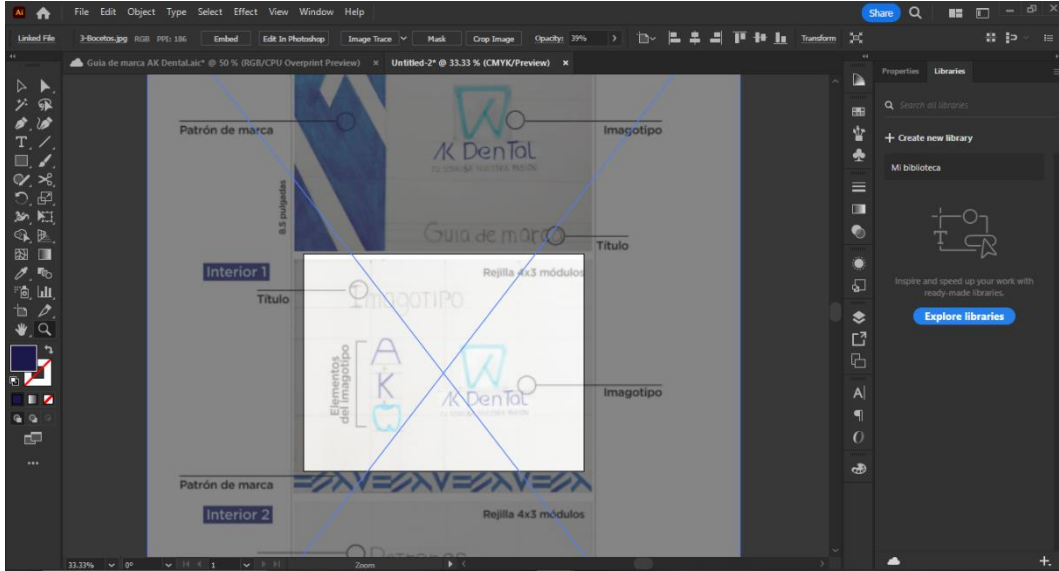 Ai File Edit Object Type Select Effect View Window Help Share
Linked File 3-Bocetos.jpg RGB PPI: 186 Embed Edit In Photoshop Image Trace Mask Crop Image Opacity: 39% Transform
Guia de marca AK Dental.aic* @ 50 % (RGB/CPU Overprint Preview) × Untitled-2* @ 33.33 % (CMYK/Preview) ×
Properties Libraries
Search all libraries
+ Create new library
Mi biblioteca
Inspire and speed up your work with
ready-made libraries.
Explore libraries
Patrón de marca
Imagotipo
AK Dental
8.5 pulgadas
Guia de marca
Título
Interior 1
Rejilla 4x3 módulos
Título
Imagotipo
Elementos
del imagotipo
A
+
K
+
AK Dental
Imagotipo
Patrón de marca
Interior 2
Rejilla 4x3 módulos
33.33% 0° 1 Zoom